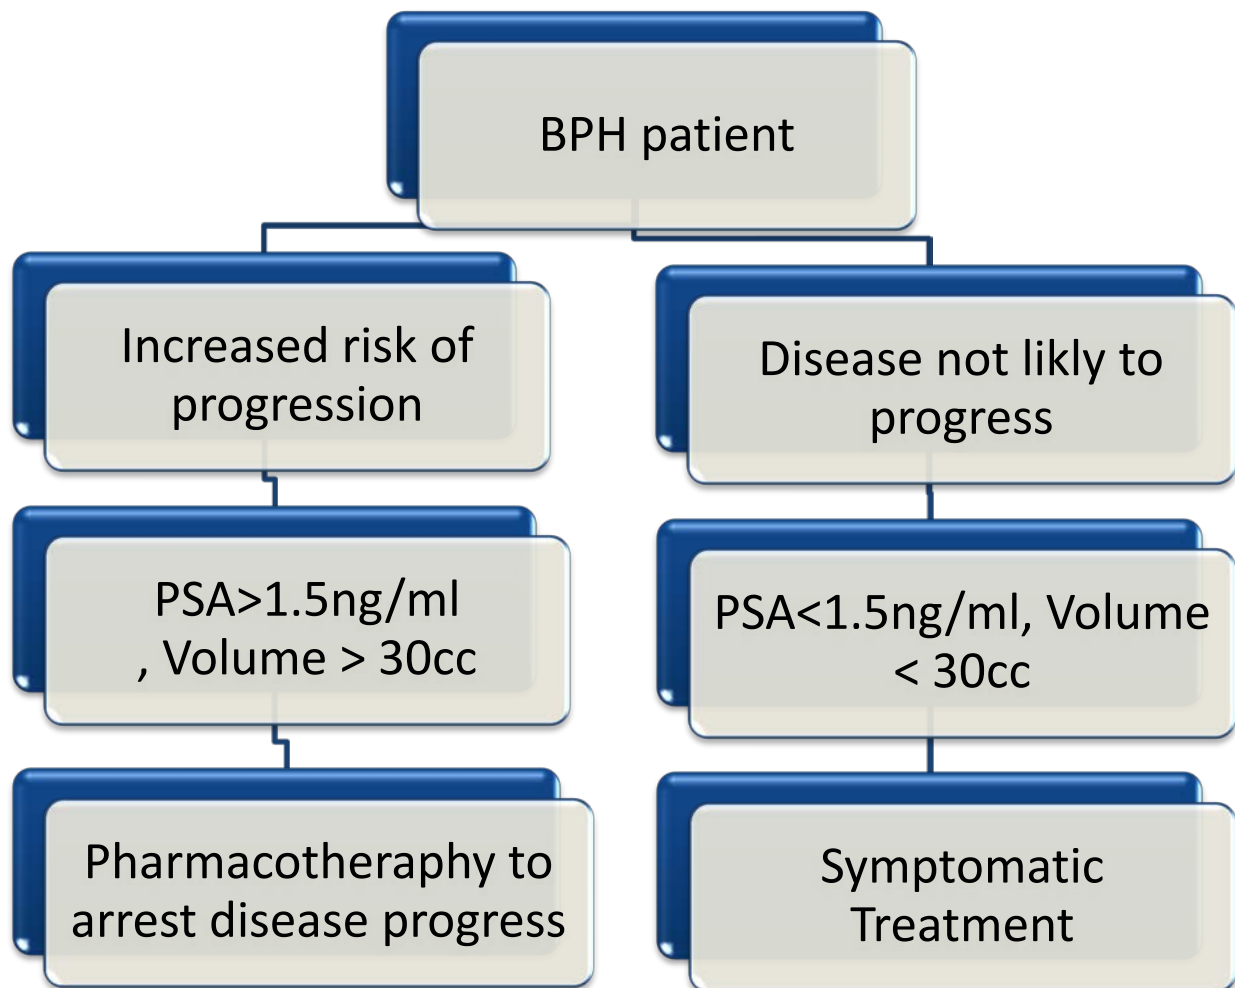 BPH patient
Increased risk of
progression
Disease not likly to
progress
PSA>1.5ng/ml
, Volume > 30cc
PSA<1.5ng/ml, Volume
< 30cc
Pharmacotheraphy to
arrest disease progress
Symptomatic
Treatment